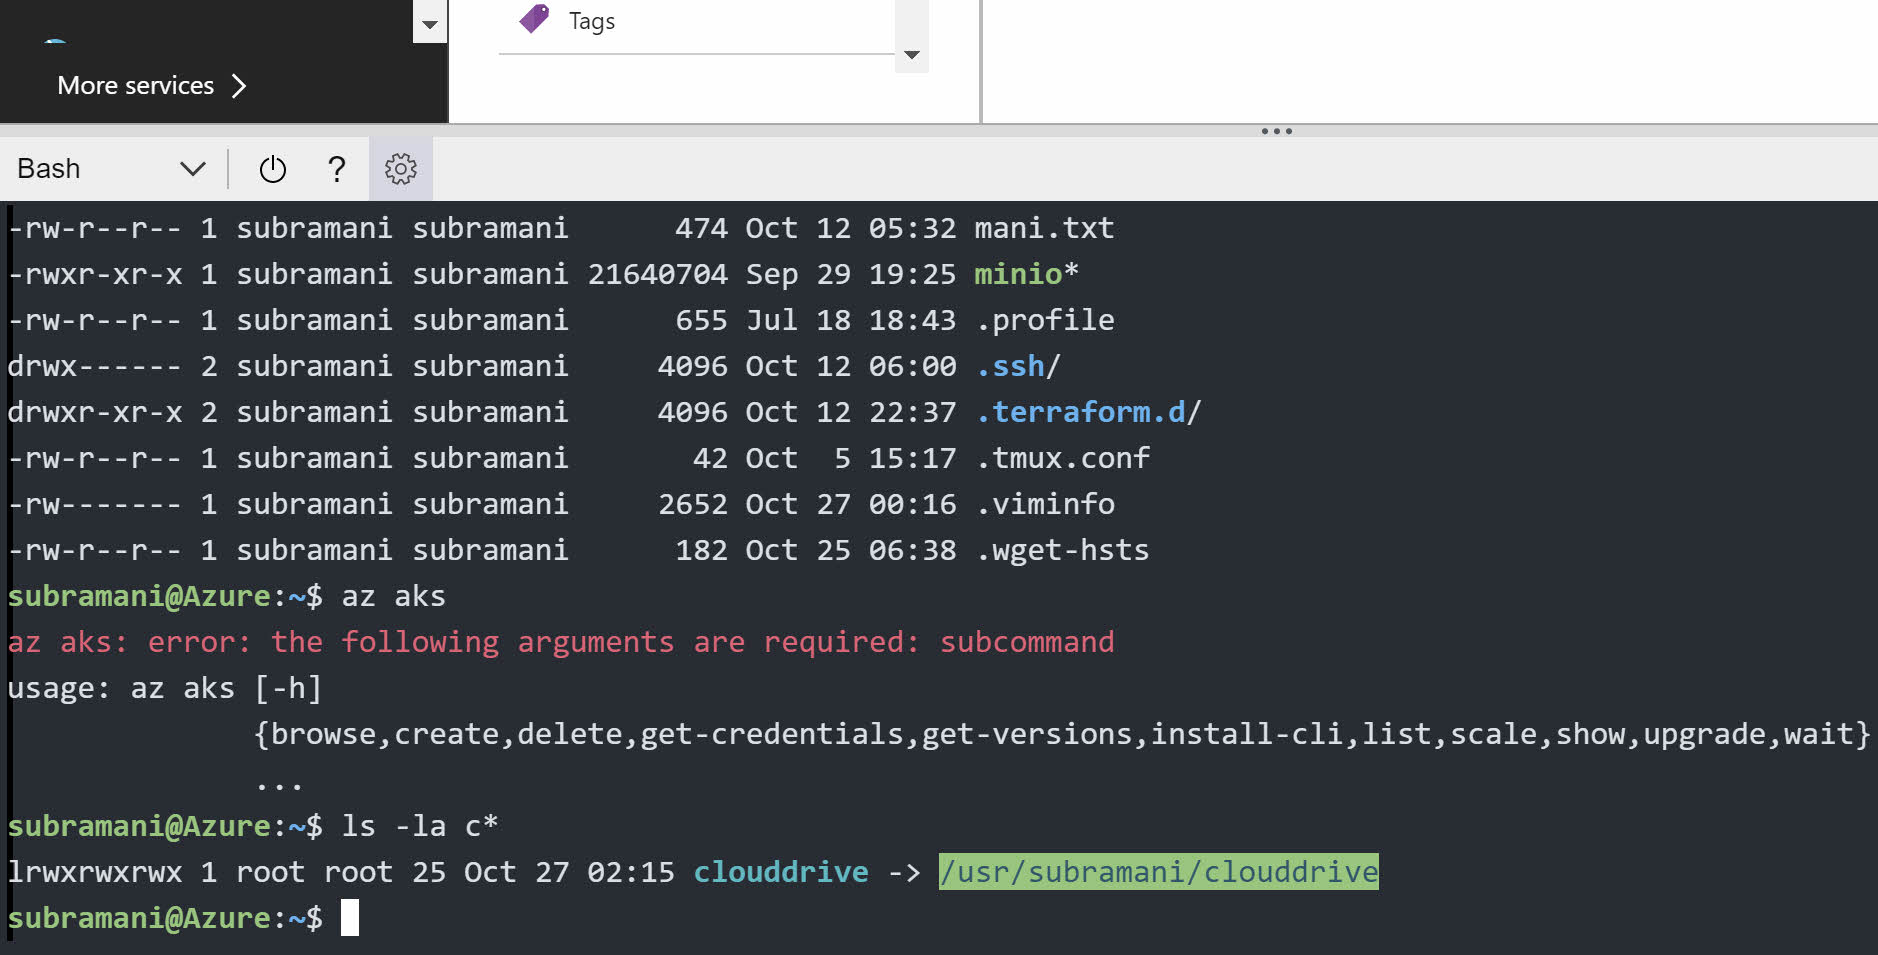 Tags
More services
Bash
?
-rw-r--r-- 1 subramani subramani      474 Oct 12 05:32 mani.txt
-rwxr-xr-x 1 subramani subramani 21640704 Sep 29 19:25 minio*
-rw-r--r-- 1 subramani subramani      655 Jul 18 18:43 .profile
drwx------ 2 subramani subramani     4096 Oct 12 06:00 .ssh/
drwxr-xr-x 2 subramani subramani     4096 Oct 12 22:37 .terraform.d/
-rw-r--r-- 1 subramani subramani       42 Oct  5 15:17 .tmux.conf
-rw------- 1 subramani subramani     2652 Oct 27 00:16 .viminfo
-rw-r--r-- 1 subramani subramani      182 Oct 25 06:38 .wget-hsts
subramani@Azure:~$ az aks
az aks: error: the following arguments are required: subcommand
usage: az aks [-h]
              {browse,create,delete,get-credentials,get-versions,install-cli,list,scale,show,upgrade,wait}
              ...
subramani@Azure:~$ ls -la c*
lrwxrwxrwx 1 root root 25 Oct 27 02:15 clouddrive -> /usr/subramani/clouddrive
subramani@Azure:~$